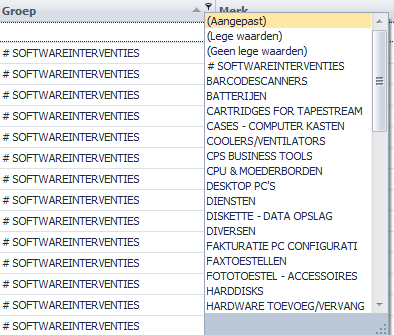 Groep Merk
# SOFTWAREINTERVENTIES
# SOFTWAREINTERVENTIES
# SOFTWAREINTERVENTIES
# SOFTWAREINTERVENTIES
# SOFTWAREINTERVENTIES
# SOFTWAREINTERVENTIES
# SOFTWAREINTERVENTIES
# SOFTWAREINTERVENTIES
# SOFTWAREINTERVENTIES
# SOFTWAREINTERVENTIES
# SOFTWAREINTERVENTIES
# SOFTWAREINTERVENTIES
# SOFTWAREINTERVENTIES
(Aangepast)
(Lege waarden)
(Geen lege waarden)
# SOFTWAREINTERVENTIES
BARCODESCANNERS
BATTERIJEN
CARTRIDGES FOR TAPESTREAM
CASES - COMPUTER KASTEN
COOLERS/VENTILATORS
CPS BUSINESS TOOLS
CPU & MOEDERBORDEN
DESKTOP PC'S
DIENSTEN
DISKETTE - DATA OPSLAG
DIVERSEN
FAKTURATIE PC CONFIGURATI
FAXTOESTELLEN
FOTOTOESTEL - ACCESSOIRES
HARDDISKS
HARDWARE TOEVOEG/VERVANG